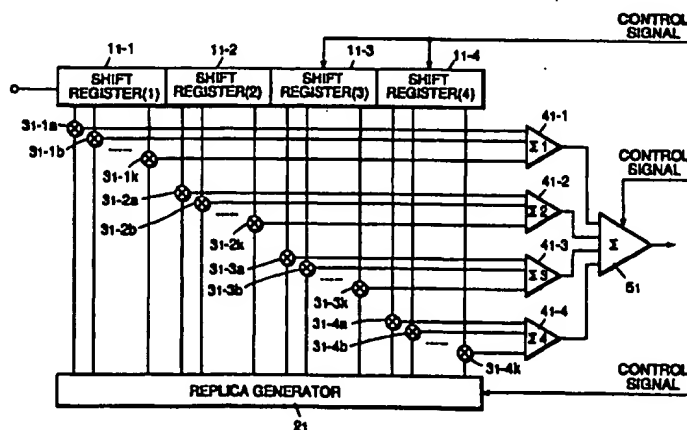 CONTROL
SIGNAL
11-1
11-2
11-3
11-4
SHIFT
REGISTER(1)
SHIFT
REGISTER(2)
SHIFT
REGISTER(3)
SHIFT
REGISTER(4)
31-1a
31-1b
31-1k
31-2a
31-2b
31-2k
31-3a
31-3b
31-3k
31-4a
31-4b
31-4k
41-1
Σ1
41-2
Σ2
41-3
Σ3
41-4
Σ4
CONTROL
SIGNAL
Σ
51
CONTROL
SIGNAL
REPLICA GENERATOR
21